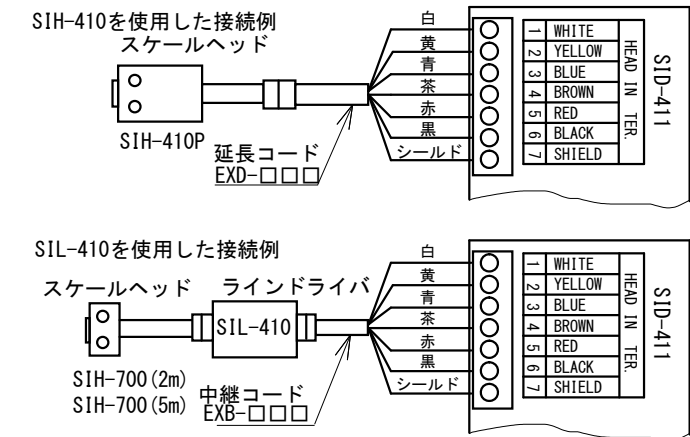 SIH-410を使用した接続例
スケールヘッド
SIH-410P
延長コード
EXD-□□□
白
黄
青
茶
赤
黒
シールド
1 WHITE
2 YELLOW
3 BLUE
4 BROWN
5 RED
6 BLACK
7 SHIELD
HEAD IN TER.
SID-411
SIL-410を使用した接続例
スケールヘッド
ラインドライバ
SIL-410
SIH-700(2m)
SIH-700(5m)
中継コード
EXB-□□□
白
黄
青
茶
赤
黒
シールド
1 WHITE
2 YELLOW
3 BLUE
4 BROWN
5 RED
6 BLACK
7 SHIELD
HEAD IN TER.
SID-411